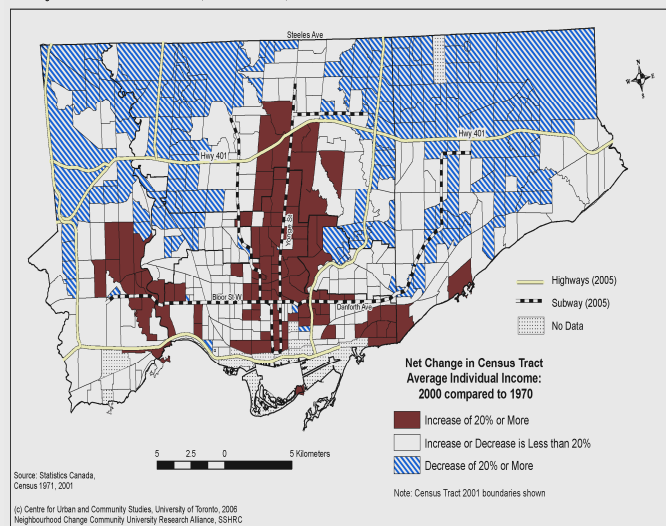 Steeles Ave
Hwy 401
Hwy 401
Yonge St
Bloor St W
Danforth Ave
Highways (2005)
Subway (2005)
No Data
Net Change in Census Tract
Average Individual Income:
2000 compared to 1970
Increase of 20% or More
Increase or Decrease is Less than 20%
Decrease of 20% or More
Note: Census Tract 2001 boundaries shown
N
W
E
S
5 2.5 0 5 Kilometers
Source: Statistics Canada,
Census 1971, 2001
(c) Centre for Urban and Community Studies, University of Toronto, 2006
Neighbourhood Change Community University Research Alliance, SSHRC